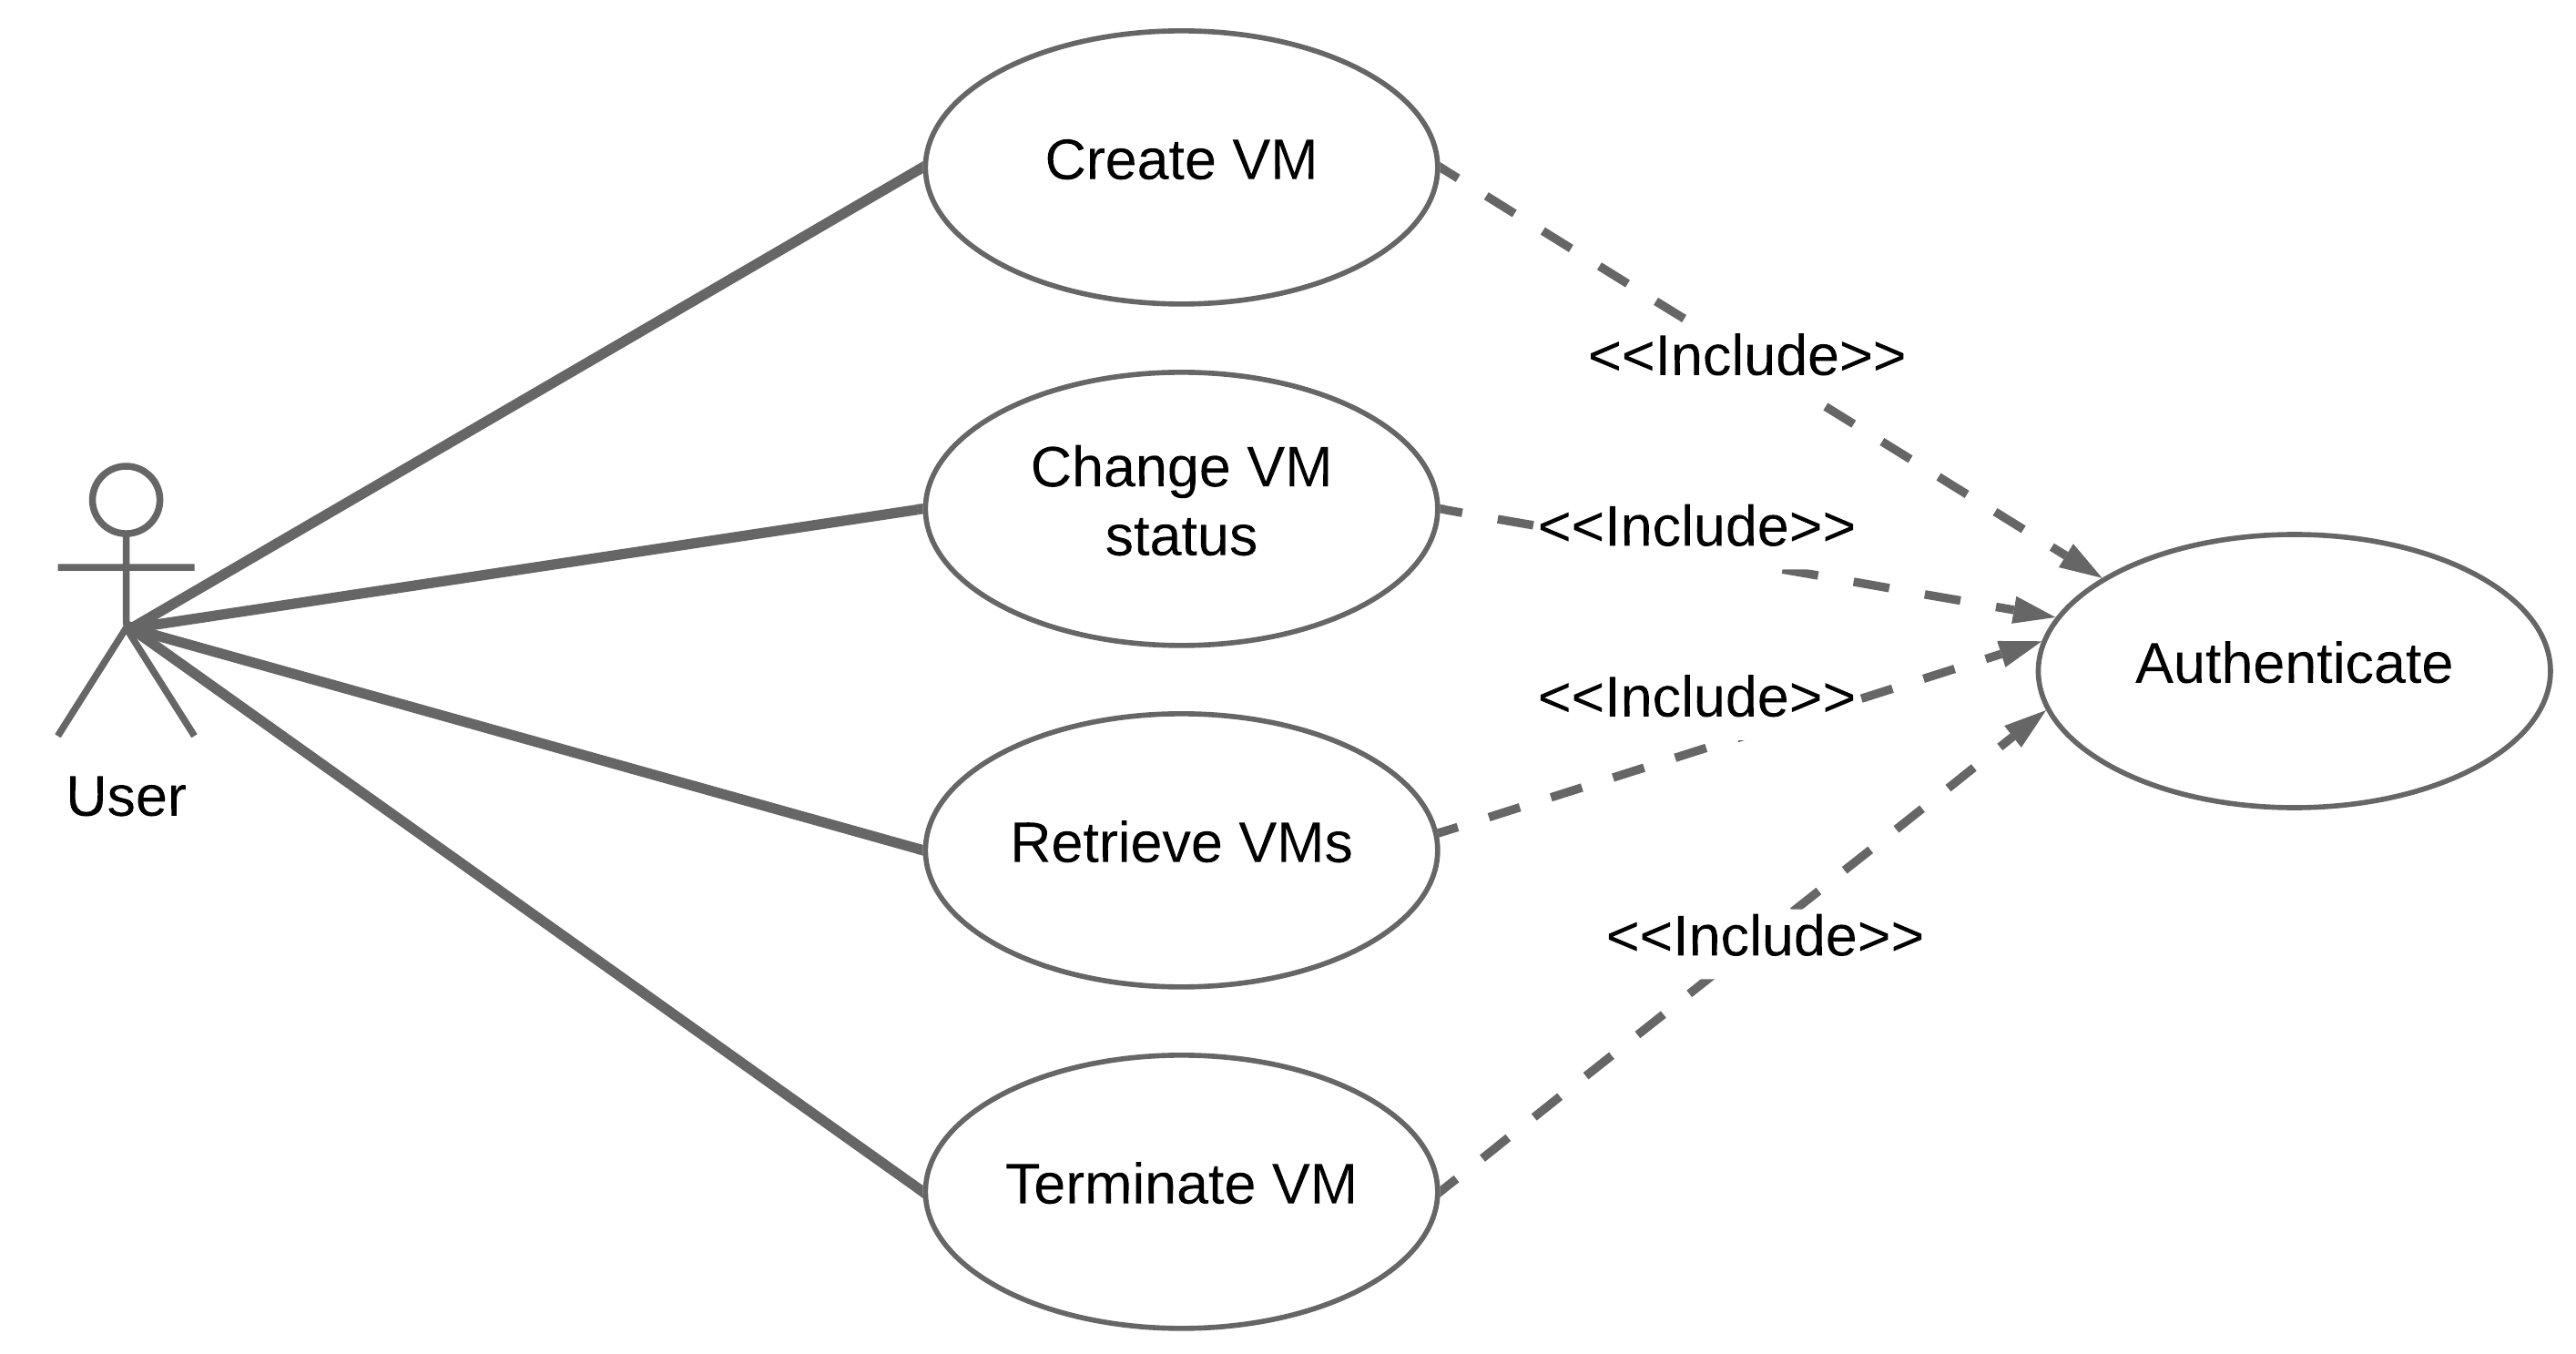 Create VM
<<Include>>
Change VM
status
<<Include>>
Authenticate
<<Include>>
User
Retrieve VMs
<<Include>>
Terminate VM